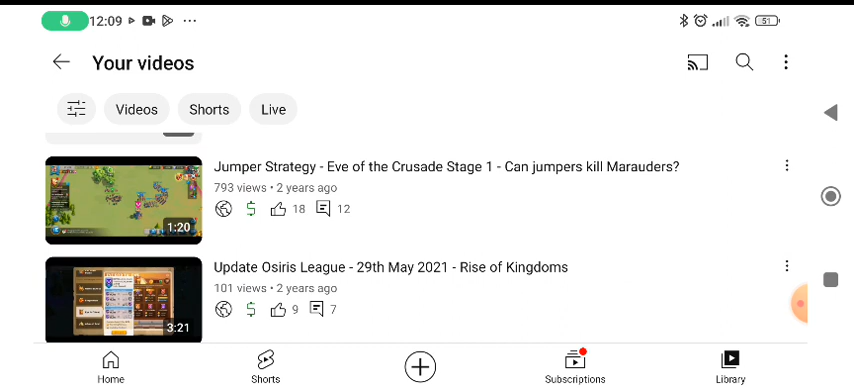 12:09
51
Your videos
Videos Shorts Live
Jumper Strategy - Eve of the Crusade Stage 1 - Can jumpers kill Marauders?
793 views • 2 years ago
18 12
1:20
Update Osiris League - 29th May 2021 - Rise of Kingdoms
101 views • 2 years ago
9 7
3:21
Home Shorts Subscriptions Library